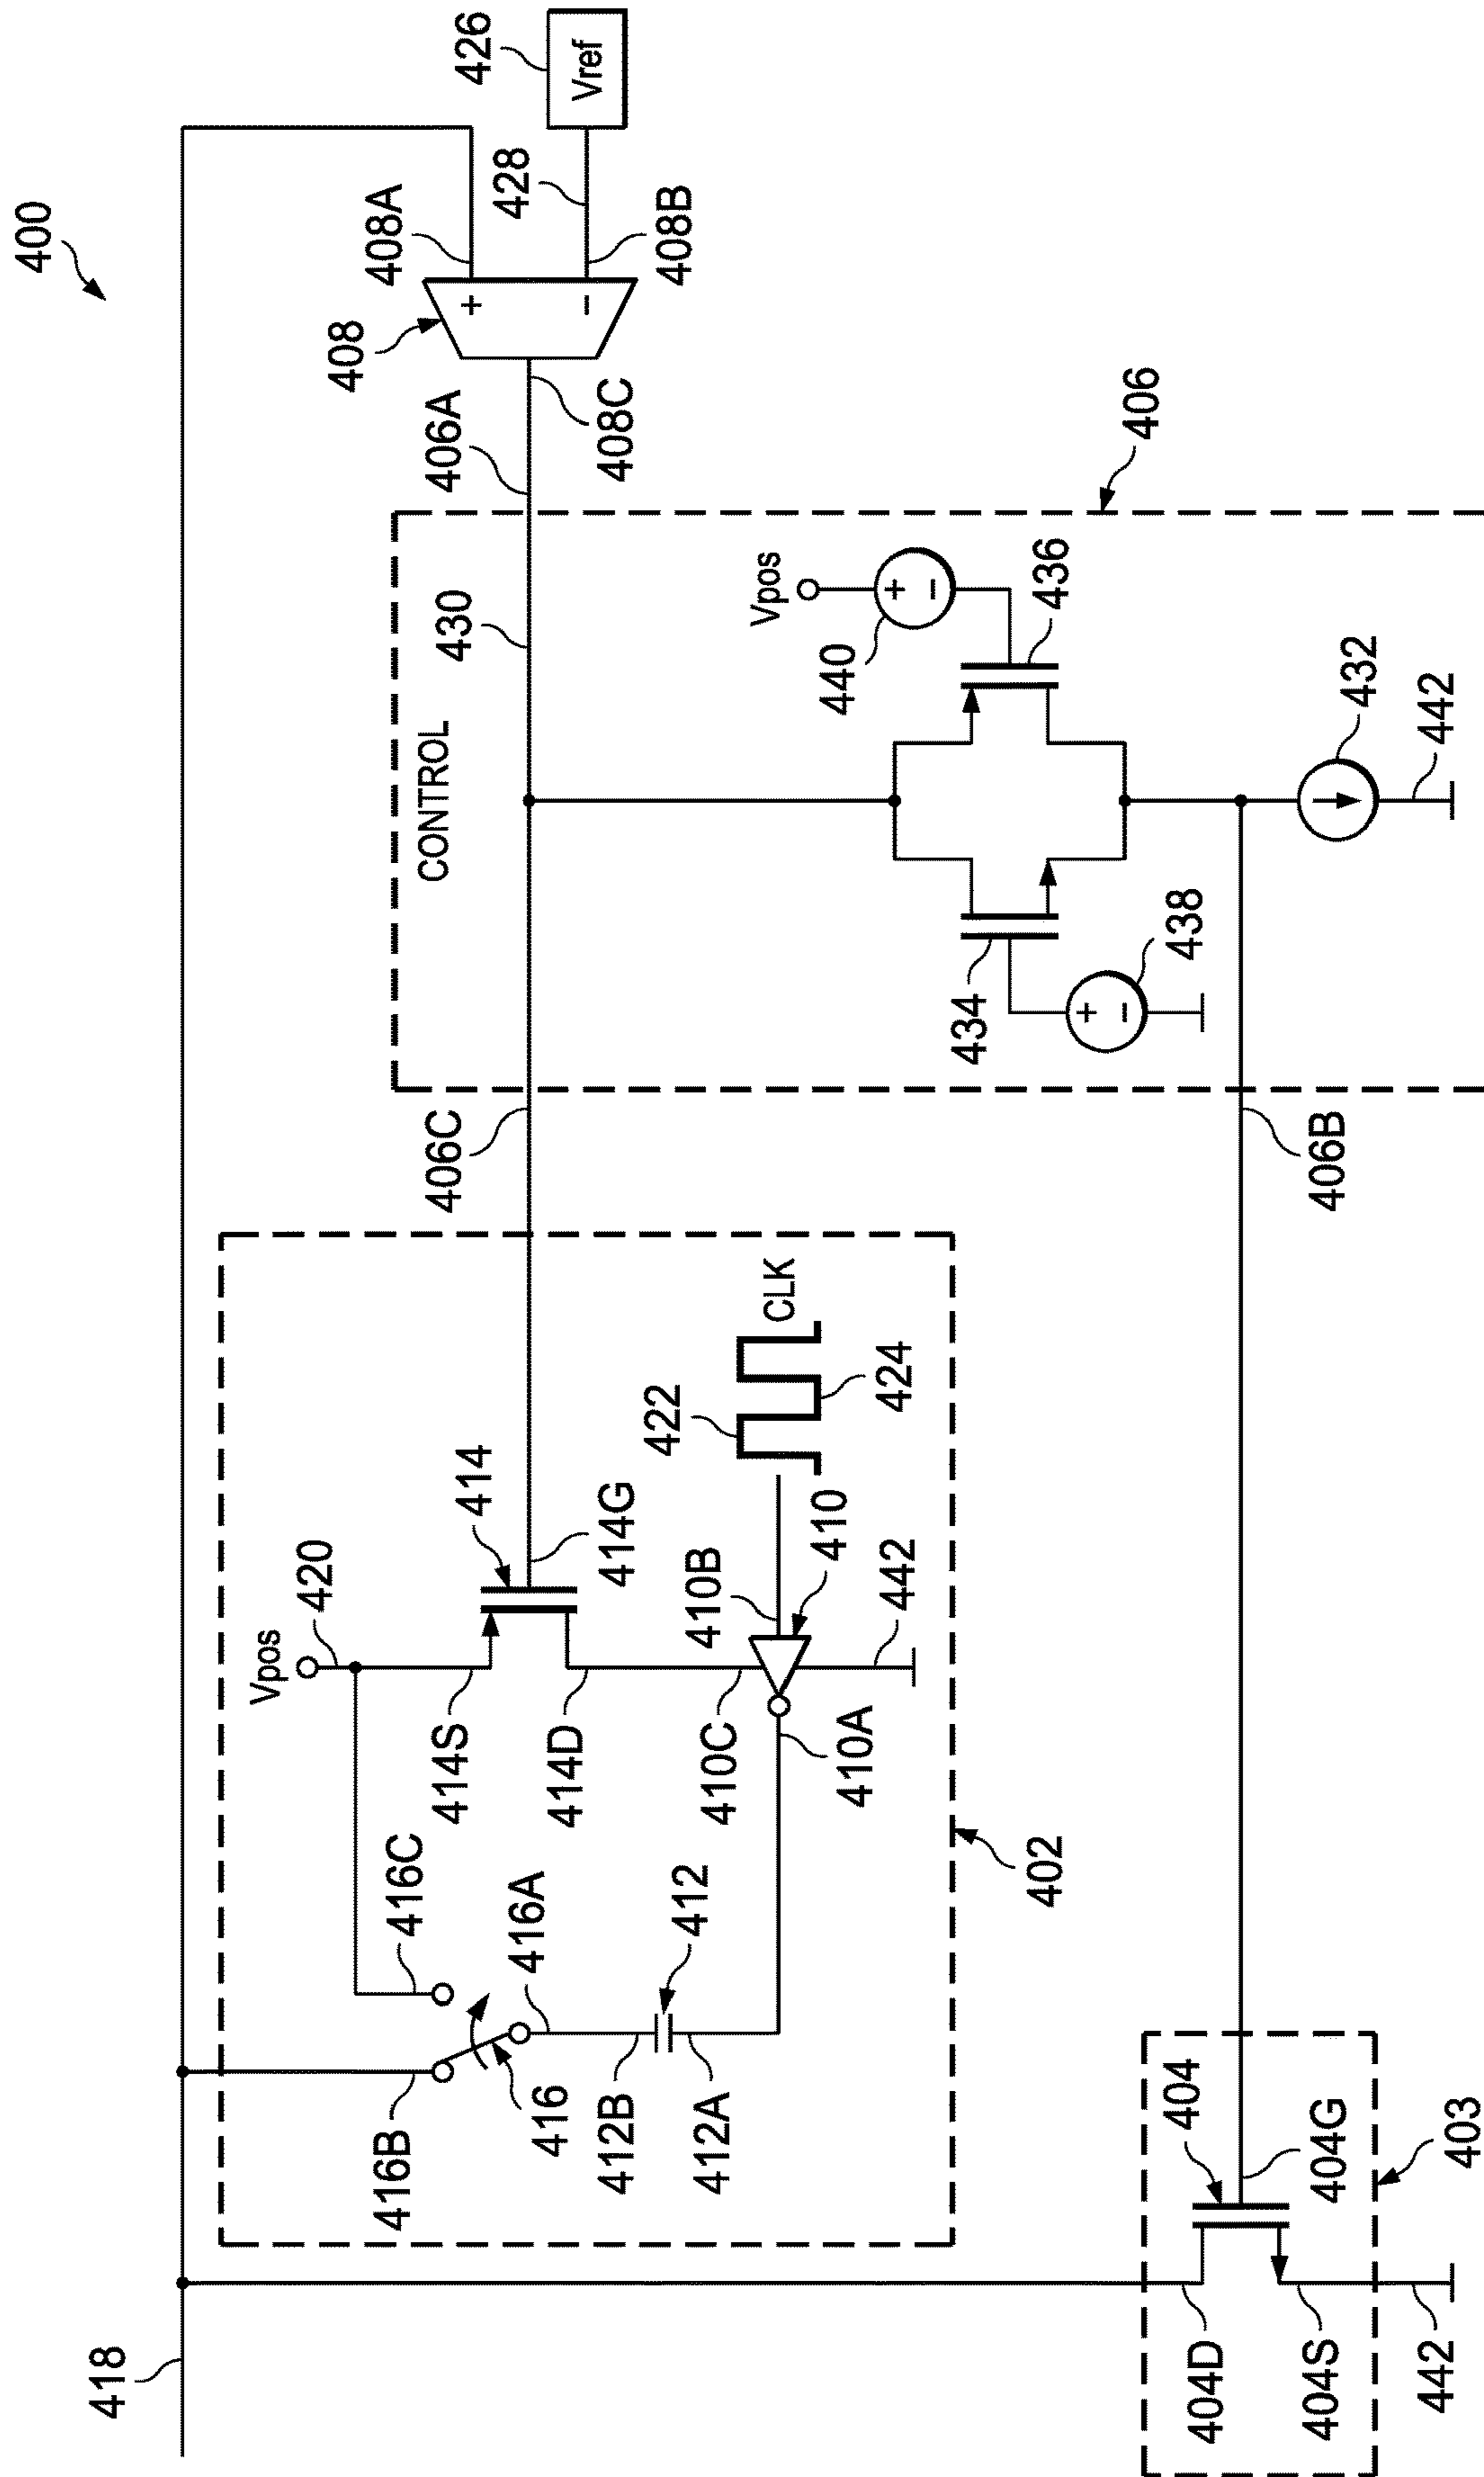 400
418
408A
426
Vref
428
408B
408
406A
408C
430
CONTROL
406
Vpos
440
436
434
438
432
442
406C
406B
Vpos
420
414
414G
414S
414D
422
CLK
424
410B
410
410C
442
410A
416C
416A
412
416B
416
412B
412A
402
404
404G
403
404D
404S
442